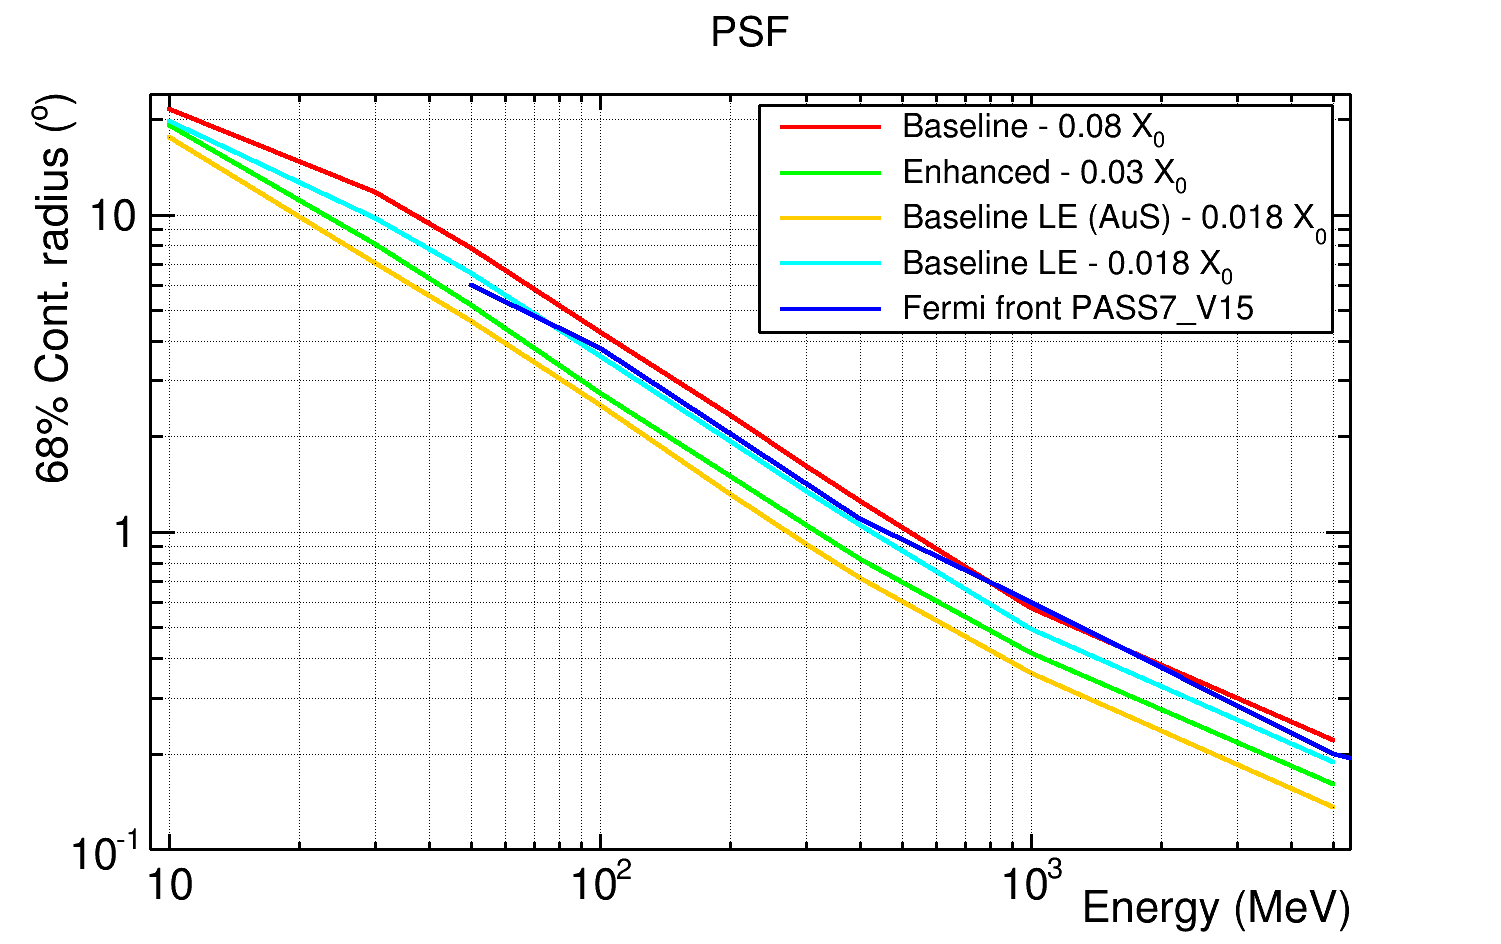 PSF
68% Cont. radius (º)
Baseline - 0.08 X₀
Enhanced - 0.03 X₀
Baseline LE (AuS) - 0.018 X₀
Baseline LE - 0.018 X₀
Fermi front PASS7_V15
10
1
10⁻¹
10
10²
10³
Energy (MeV)